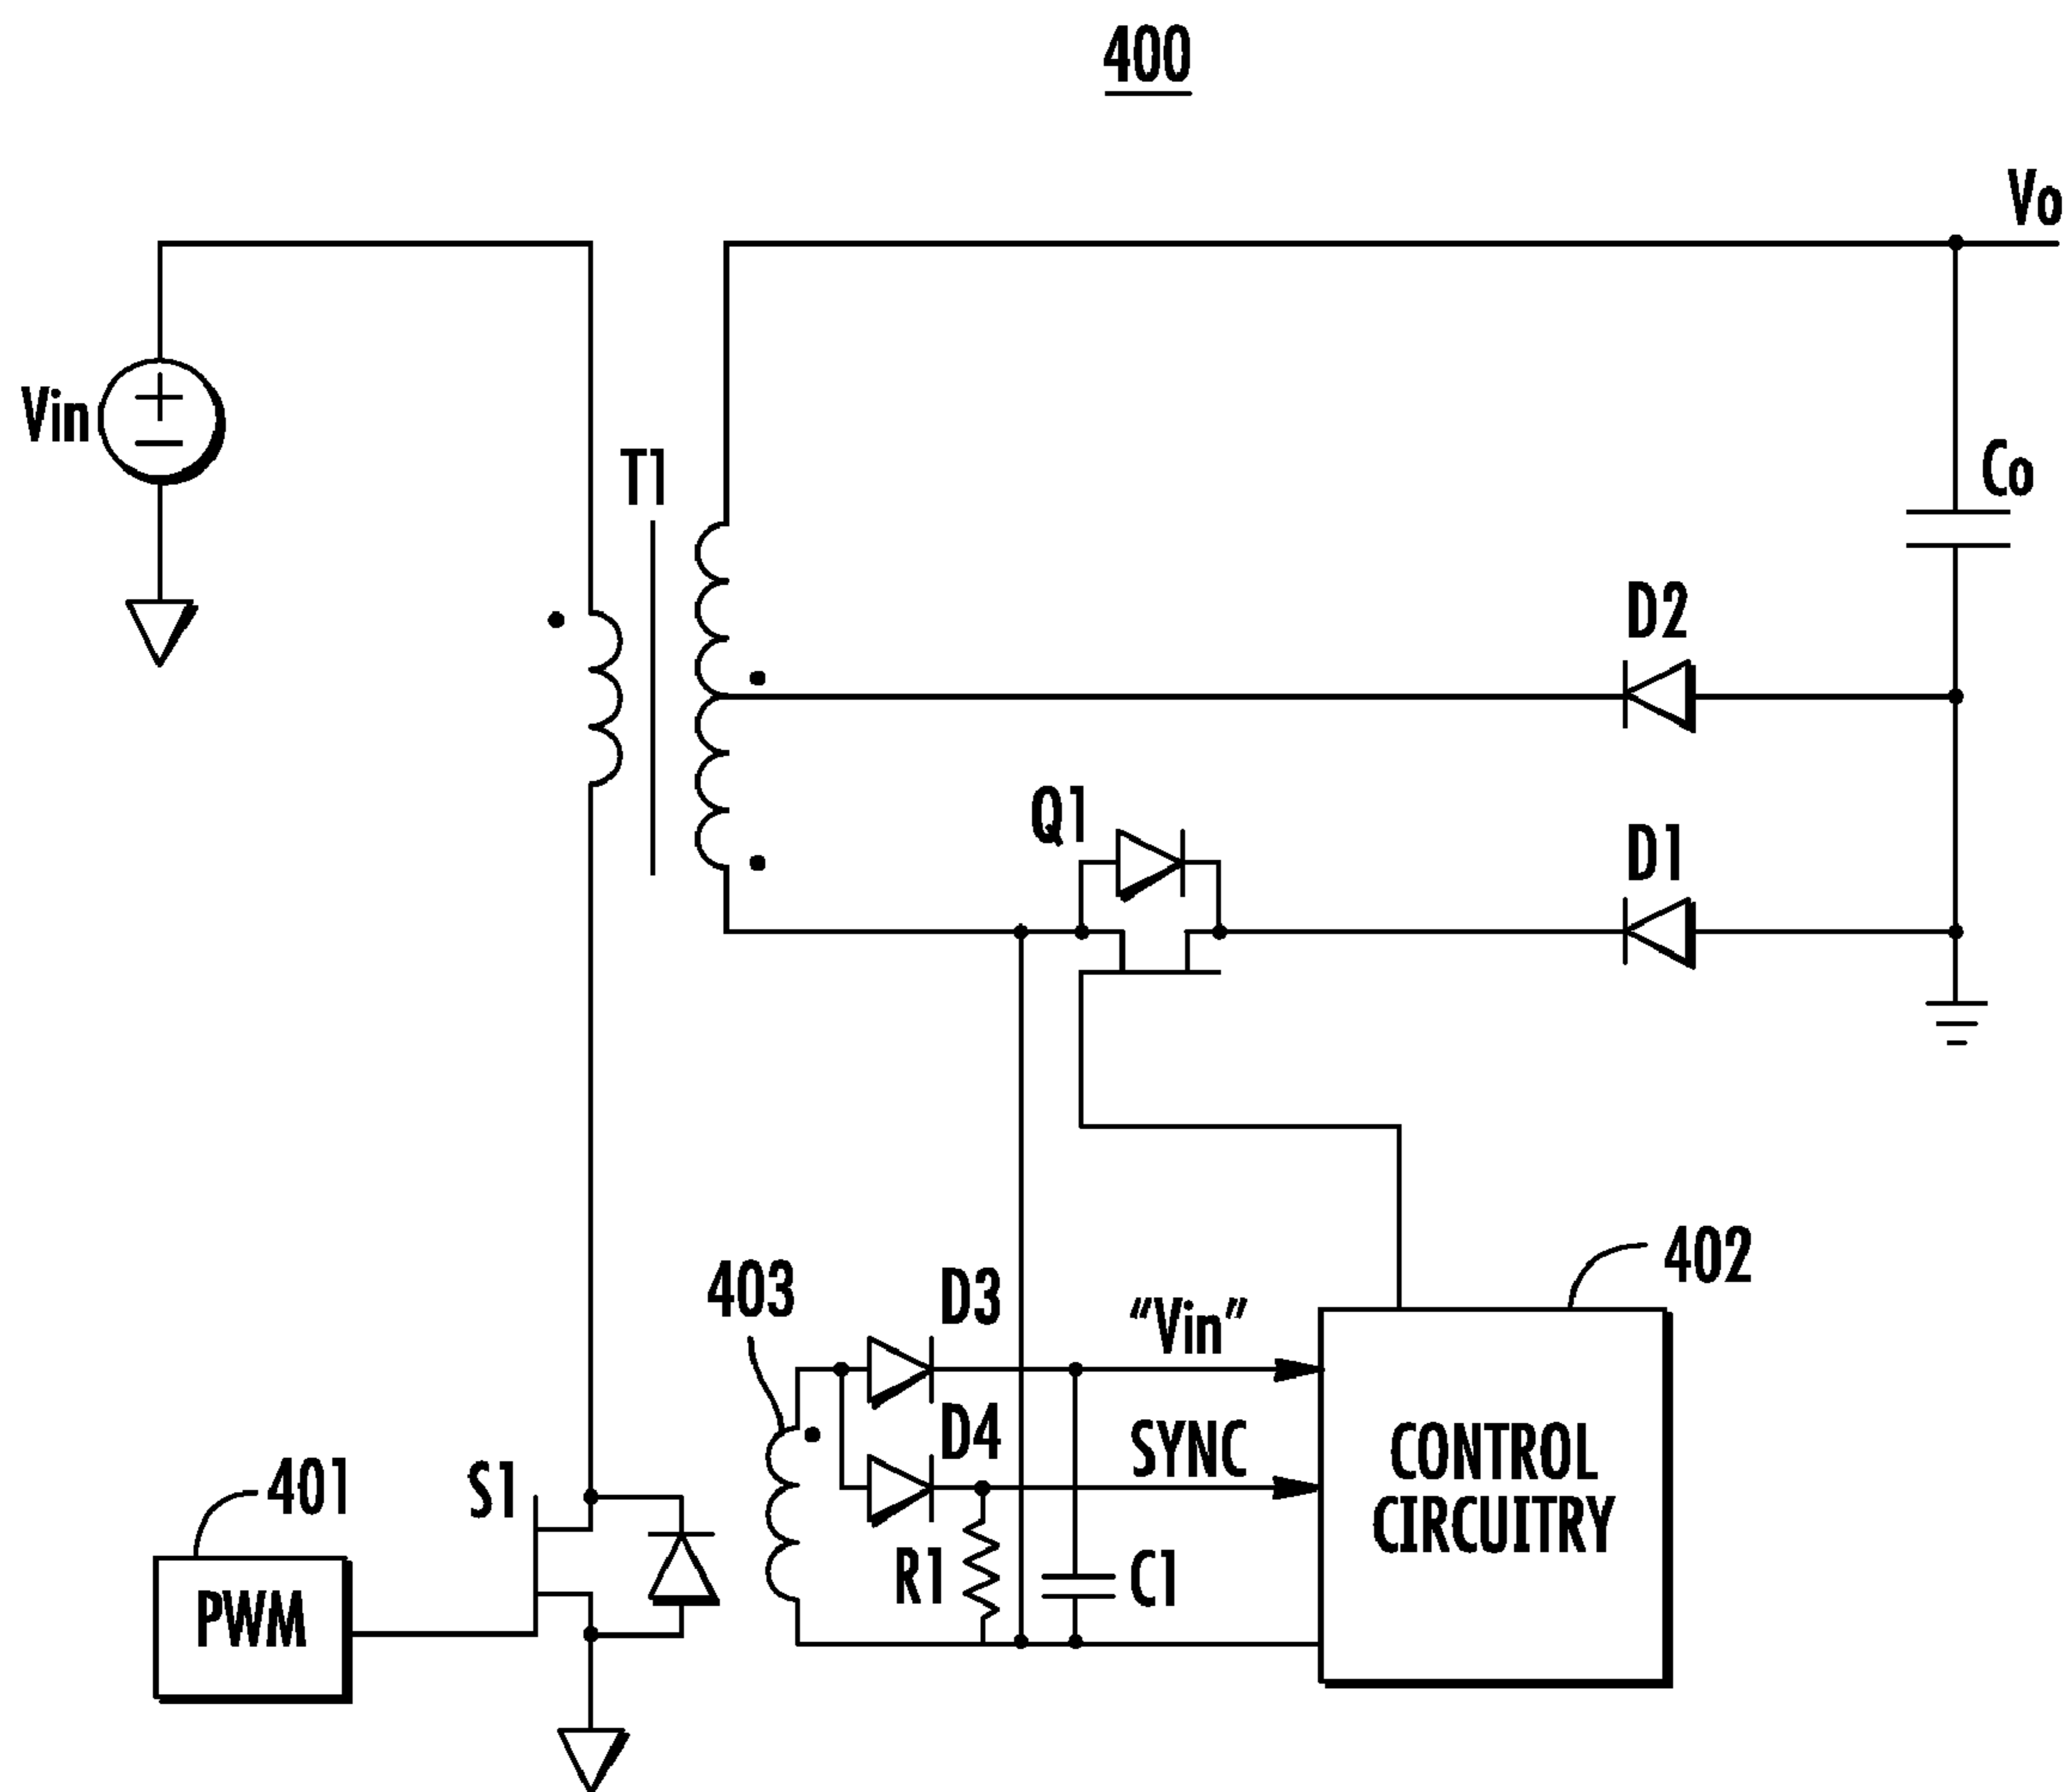 400
Vo
Vin
T1
Co
D2
Q1
D1
402
403
D3
"Vin"
D4
SYNC
CONTROL
CIRCUITRY
401
S1
R1
C1
PWM